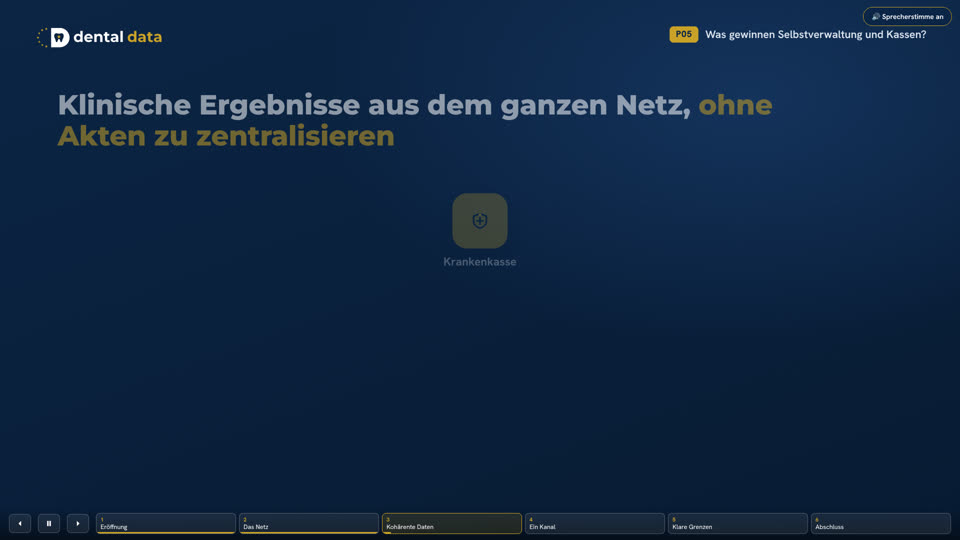 🔊 Sprecherstimme an
dental data
P05 Was gewinnen Selbstverwaltung und Kassen?
Klinische Ergebnisse aus dem ganzen Netz, ohne
Akten zu zentralisieren
Krankenkasse
1
Eröffnung
2
Das Netz
3
Kohärente Daten
4
Ein Kanal
5
Klare Grenzen
6
Abschluss